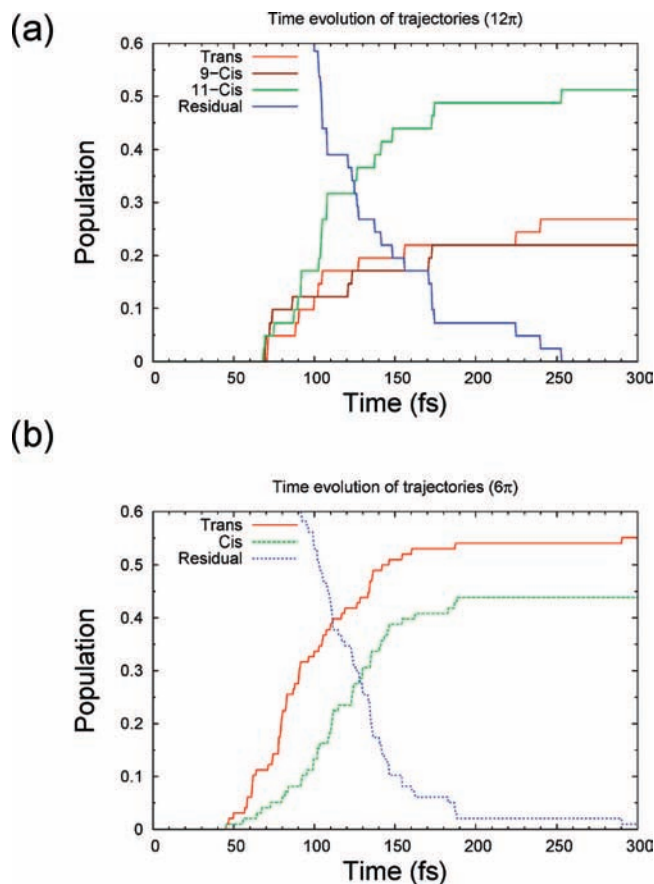 (a)
Time evolution of trajectories (12π)
0.6
0.5
0.4
0.3
0.2
0.1
0
Population
Trans
9−Cis
11−Cis
Residual
0 50 100 150 200 250 300
Time (fs)
(b)
Time evolution of trajectories (6π)
0.6
0.5
0.4
0.3
0.2
0.1
0
Population
Trans
Cis
Residual
0 50 100 150 200 250 300
Time (fs)